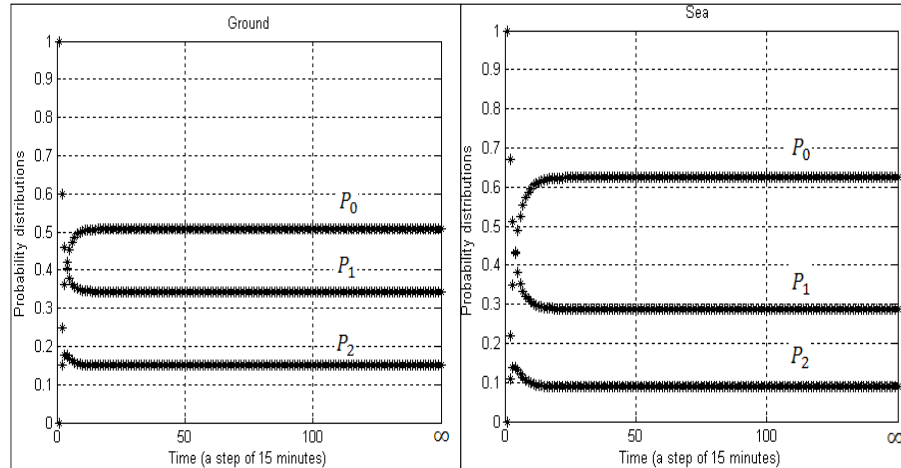 Ground
Probability distributions
1
0.9
0.8
0.7
0.6
0.5
0.4
0.3
0.2
0.1
0
P₀
P₁
P₂
0 50 100 ∞
Time (a step of 15 minutes)
Sea
Probability distributions
1
0.9
0.8
0.7
0.6
0.5
0.4
0.3
0.2
0.1
0
P₀
P₁
P₂
0 50 100 ∞
Time (a step of 15 minutes)